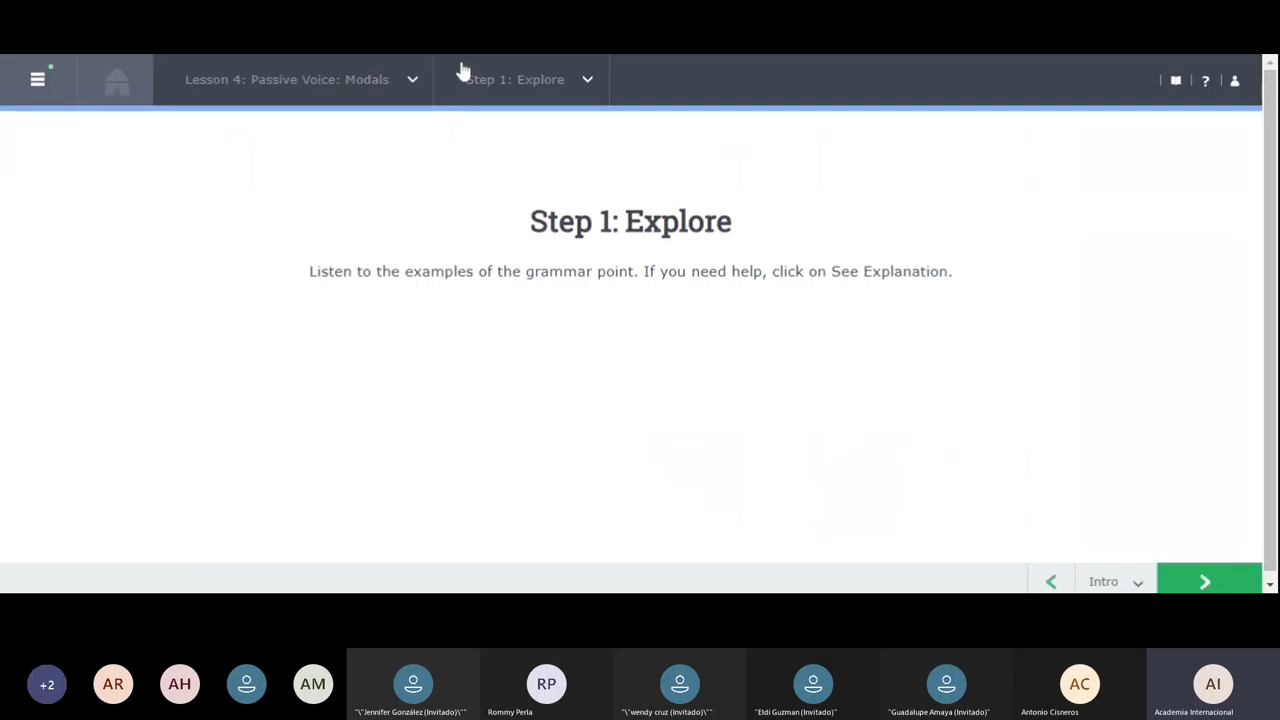 Lesson 4: Passive Voice: Modals
Step 1: Explore
?
Step 1: Explore
Listen to the examples of the grammar point. If you need help, click on See Explanation.
Intro
+2
AR
AH
AM
"\"Jennifer González (Invitado)\""
RP
Rommy Perla
"\"wendy cruz (Invitado)\""
"Eldi Guzman (Invitado)"
"Guadalupe Amaya (Invitado)"
AC
Antonio Cisneros
AI
Academia Internacional